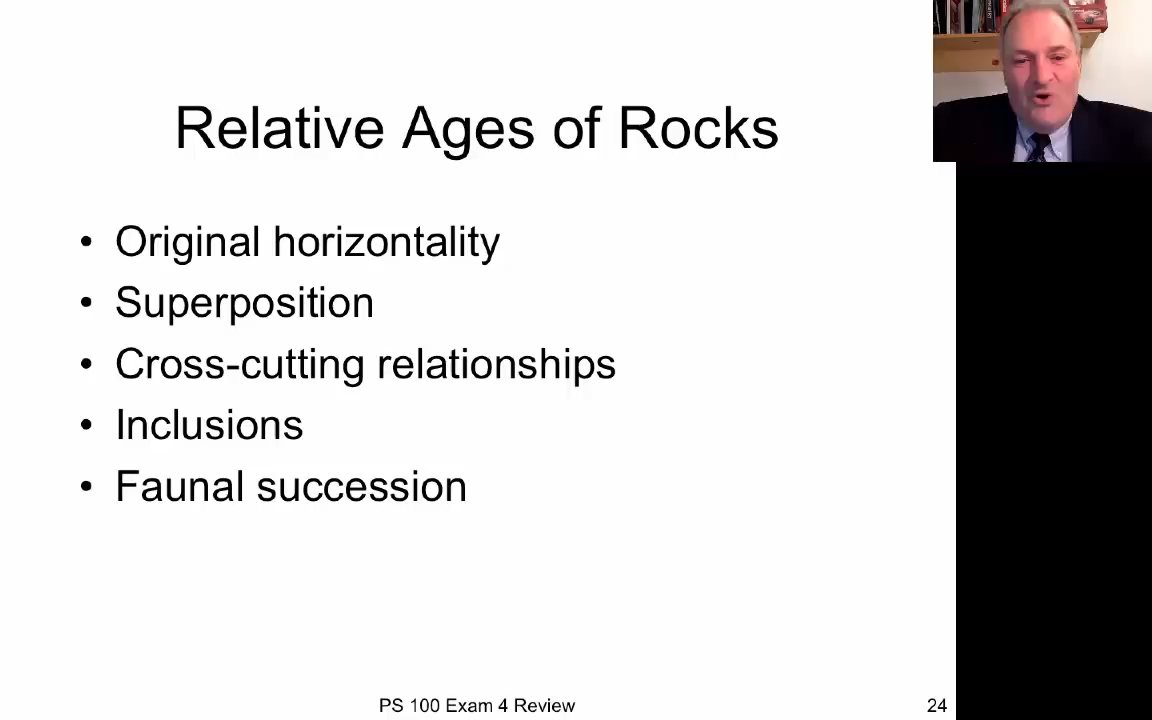 Relative Ages of Rocks
• Original horizontality
• Superposition
• Cross-cutting relationships
• Inclusions
• Faunal succession
PS 100 Exam 4 Review
24